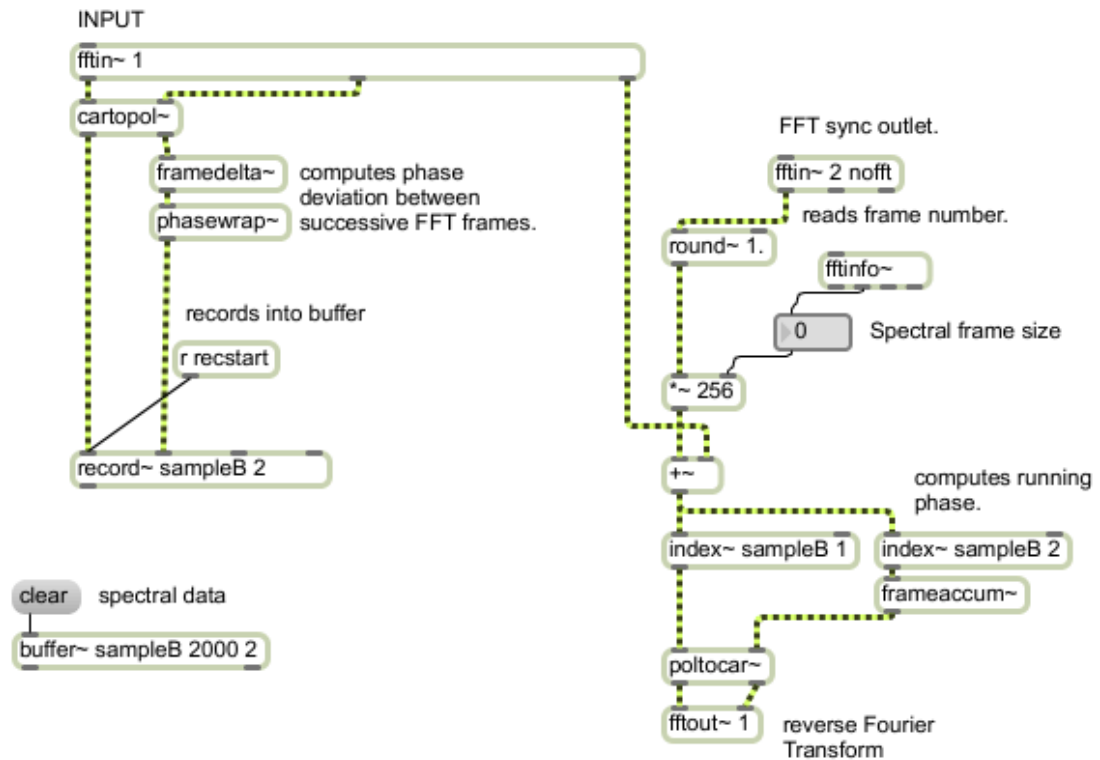 INPUT
fftin~ 1
cartopol~
framedelta~
computes phase
deviation between
successive FFT frames.
phasewrap~
records into buffer
r recstart
record~ sampleB 2
clear
spectral data
buffer~ sampleB 2000 2
FFT sync outlet.
fftin~ 2 nofft
reads frame number.
round~ 1.
fftinfo~
0
Spectral frame size
*~ 256
+~
computes running
phase.
index~ sampleB 1
index~ sampleB 2
frameaccum~
poltocar~
fftout~ 1
reverse Fourier
Transform